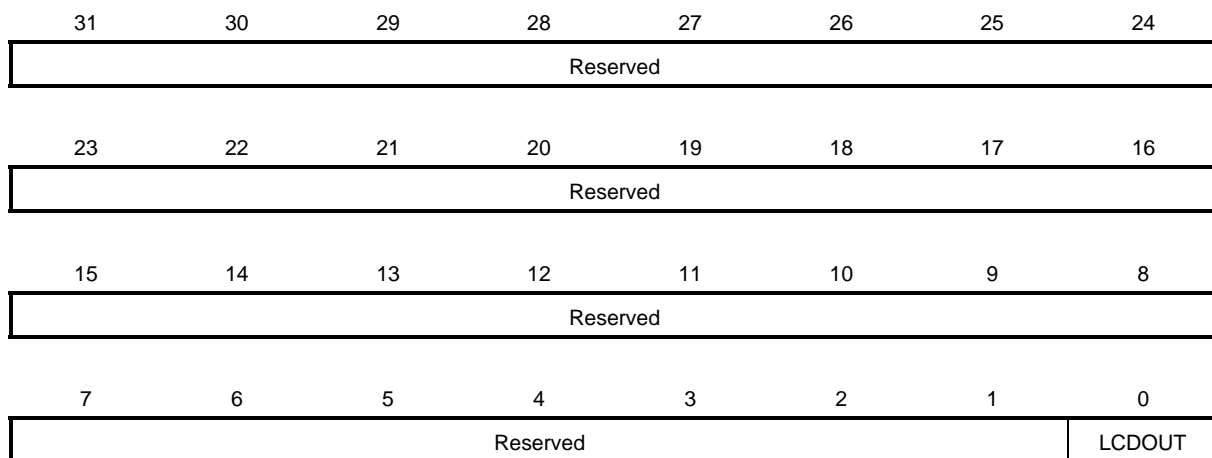 31 30 29 28 27 26 25 24
Reserved
23 22 21 20 19 18 17 16
Reserved
15 14 13 12 11 10 9 8
Reserved
7 6 5 4 3 2 1 0
Reserved LCDOUT